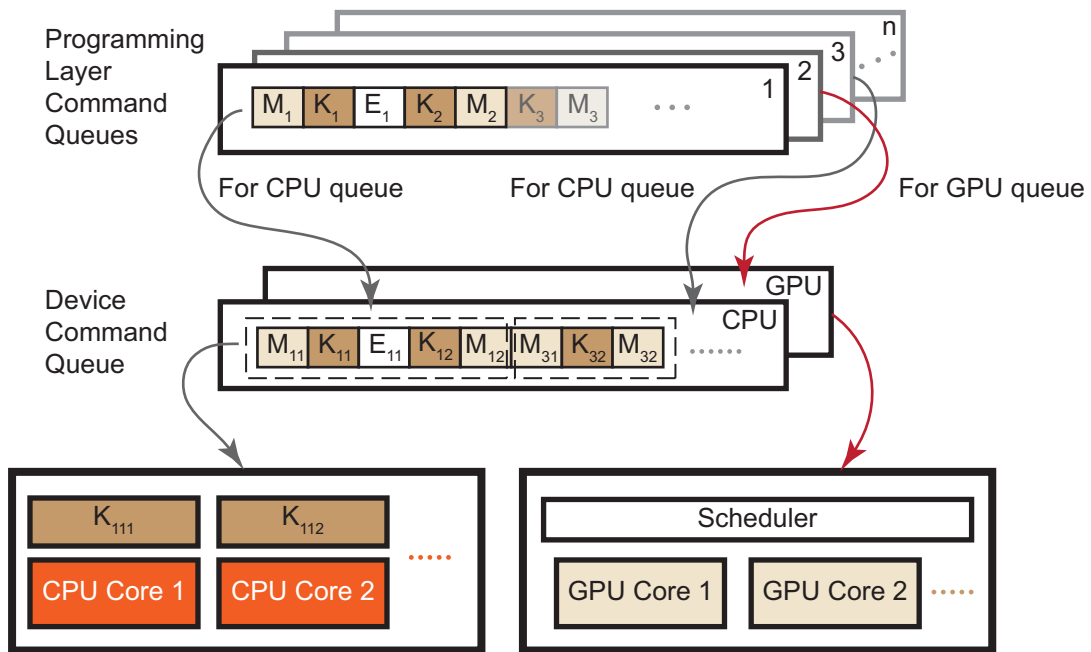 Programming
Layer
Command
Queues
n
3
2
1
M₁ K₁ E₁ K₂ M₂ K₃ M₃ ...
For CPU queue
For CPU queue
For GPU queue
Device
Command
Queue
GPU
CPU
M₁₁ K₁₁ E₁₁ K₁₂ M₁₂ M₃₁ K₃₂ M₃₂ ......
K₁₁₁ K₁₁₂ .....
CPU Core 1 CPU Core 2
Scheduler
GPU Core 1 GPU Core 2 .....